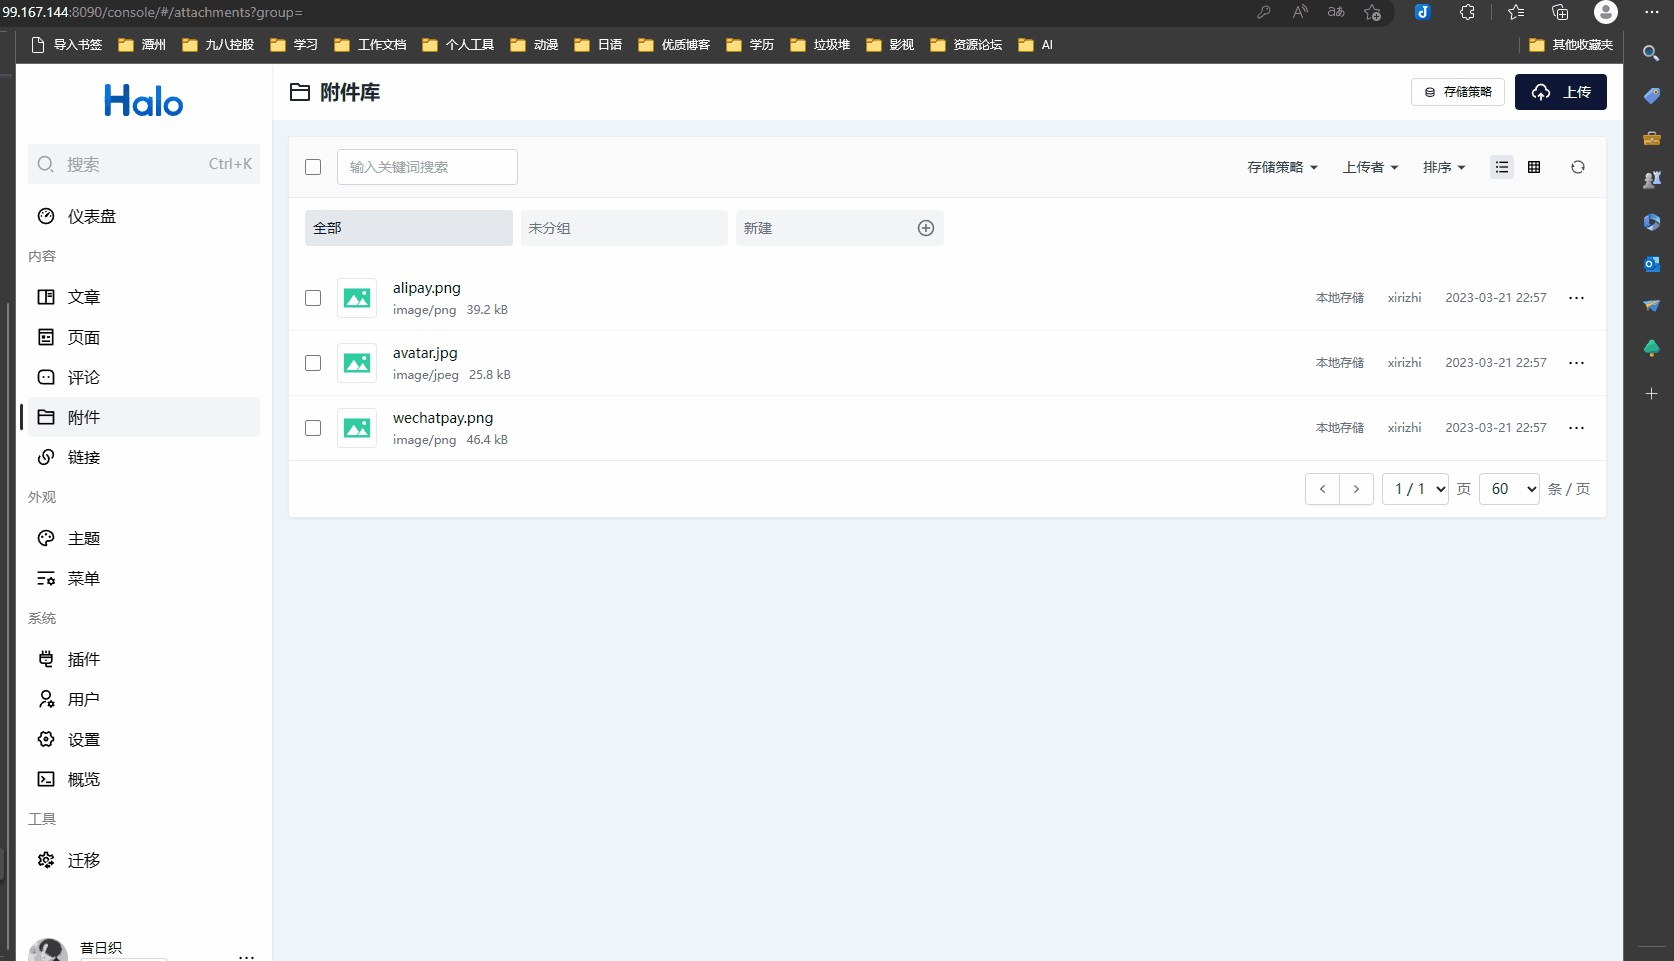 99.167.144:8090/console/#/attachments?group=
导入书签 潭州 九八控股 学习 工作文档 个人工具 动漫 日语 优质博客 学历 垃圾堆 影视 资源论坛 AI 其他收藏夹
Halo
搜索 Ctrl+K
仪表盘
内容
文章
页面
评论
附件
链接
外观
主题
菜单
系统
插件
用户
设置
概览
工具
迁移
昔日织
附件库 存储策略 上传
输入关键词搜索 存储策略 上传者 排序
全部 未分组 新建
alipay.png
image/png 39.2 kB 本地存储 xirizhi 2023-03-21 22:57
avatar.jpg
image/jpeg 25.8 kB 本地存储 xirizhi 2023-03-21 22:57
wechatpay.png
image/png 46.4 kB 本地存储 xirizhi 2023-03-21 22:57
1 / 1 页 60 条 / 页